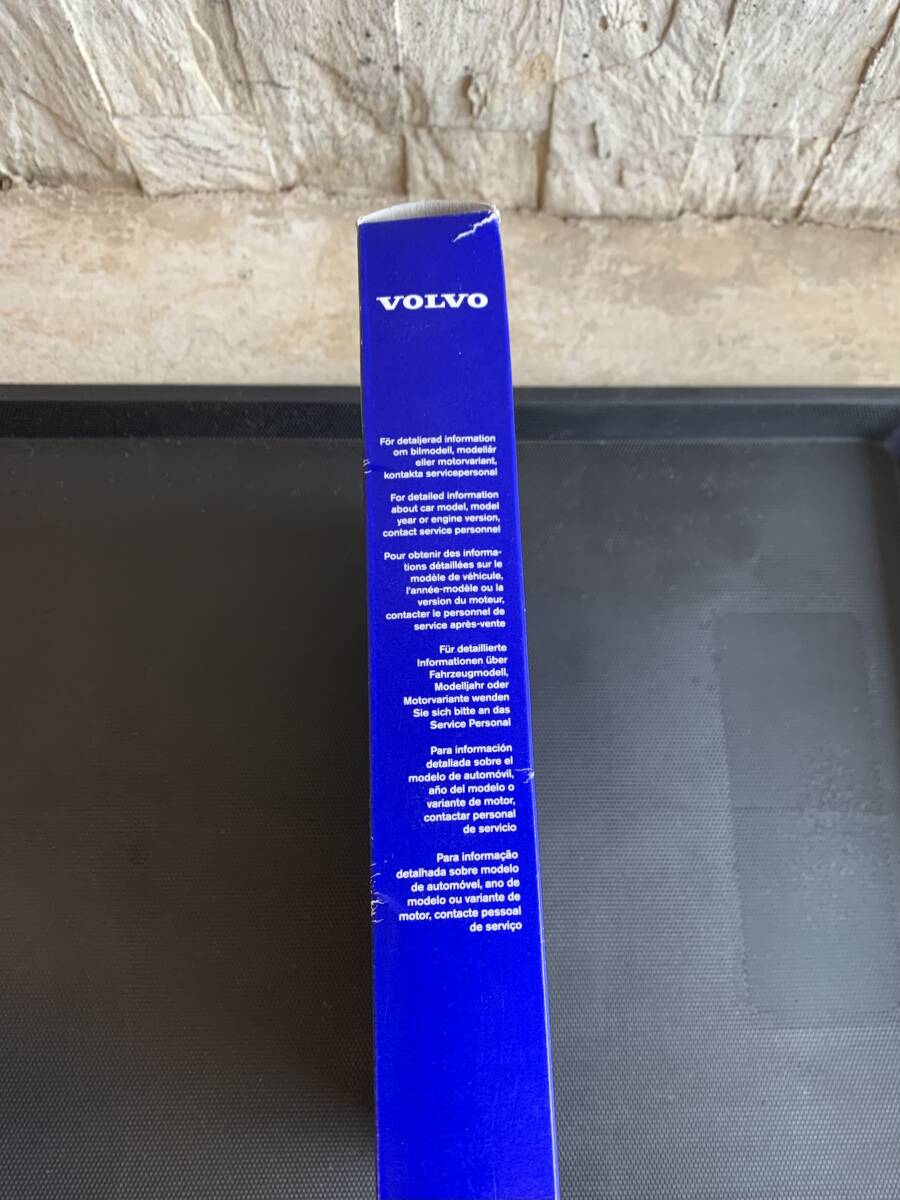 VOLVO
För detaljerad information
om bilmodell, modellår
eller motorvariant,
kontakta servicepersonal
For detailed information
about car model, model
year or engine version,
contact service personnel
Pour obtenir des informa-
tions détaillées sur le
modèle de véhicule,
l'année-modèle ou la
version du moteur,
contacter le personnel de
service après-vente
Für detaillierte
Informationen über
Fahrzeugmodell,
Modelljahr oder
Motorvariante wenden
Sie sich bitte an das
Service Personal
Para información
detallada sobre el
modelo de automóvil,
año del modelo o
variante de motor,
contactar personal
de servicio
Para informação
detalhada sobre modelo
de automóvel, ano de
modelo ou variante de
motor, contacte pessoal
de serviço